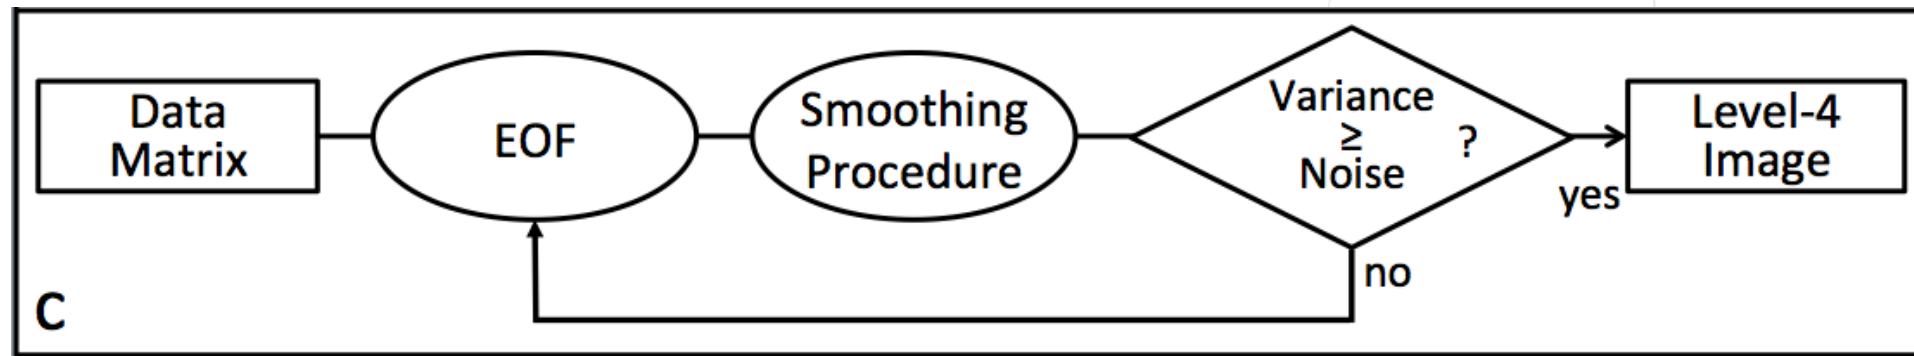 Data
Matrix
EOF
Smoothing
Procedure
Variance
≥
Noise
?
yes
Level-4
Image
no
C